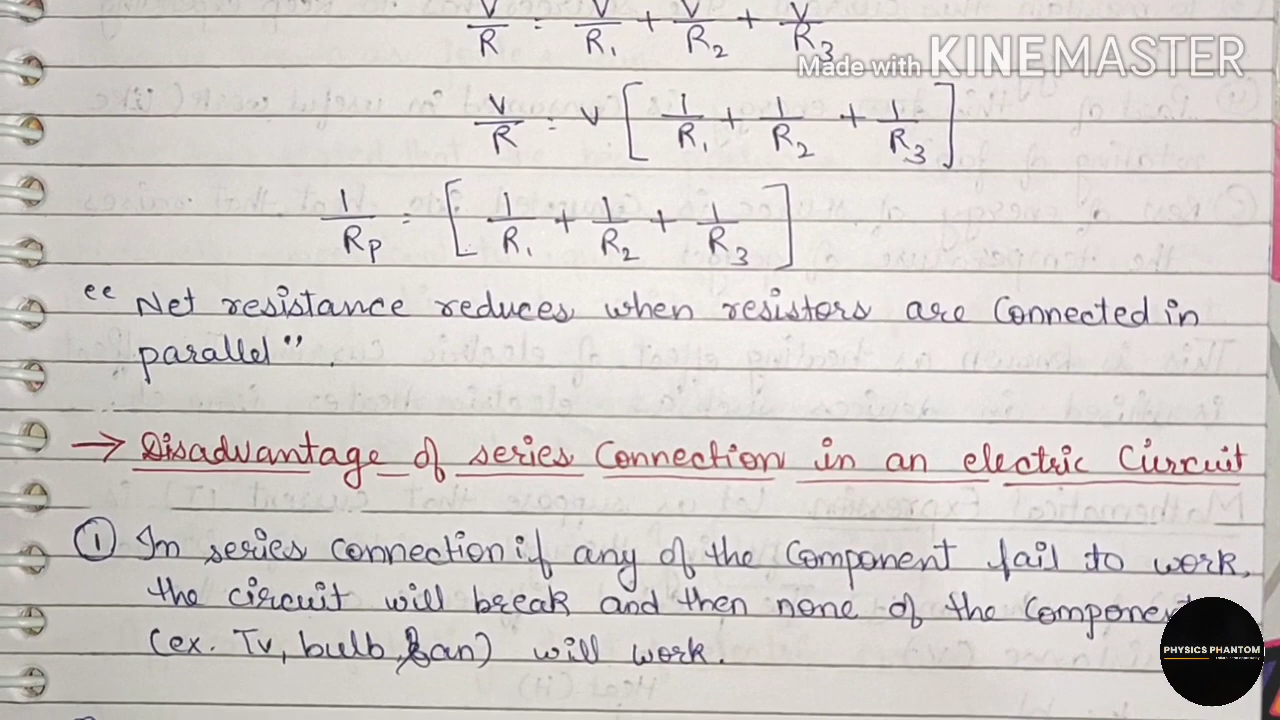 V/R = V/R₁ + V/R₂ + V/R₃
Made with KINEMASTER
V/R = V [ 1/R₁ + 1/R₂ + 1/R₃ ]
1/Rp = [ 1/R₁ + 1/R₂ + 1/R₃ ]
" Net resistance reduces when resistors are connected in
parallel".
→ Disadvantage of series connection in an electric Circuit
① In series connection if any of the component fail to work,
the circuit will break and then none of the component
(ex. Tv, bulb, fan) will work.
PHYSICS PHANTOM